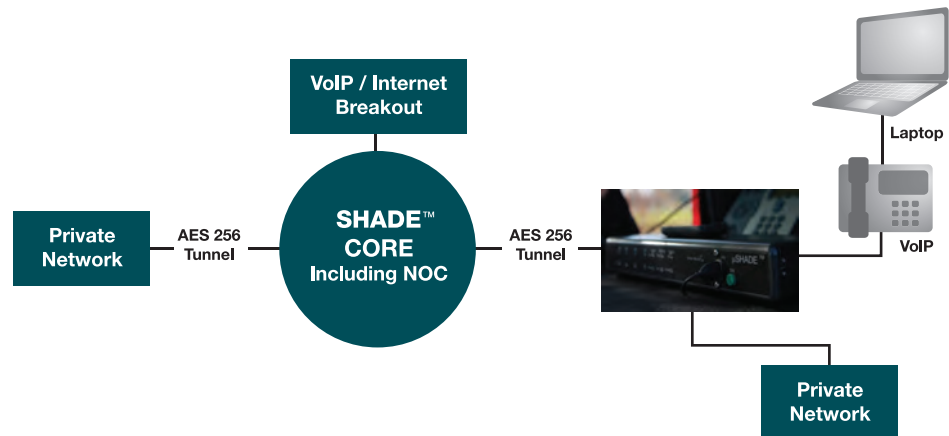 VoIP / Internet
Breakout
Laptop
SHADE™
CORE
Including NOC
Private
Network
AES 256
Tunnel
AES 256
Tunnel
µSHADE™
VoIP
Private
Network